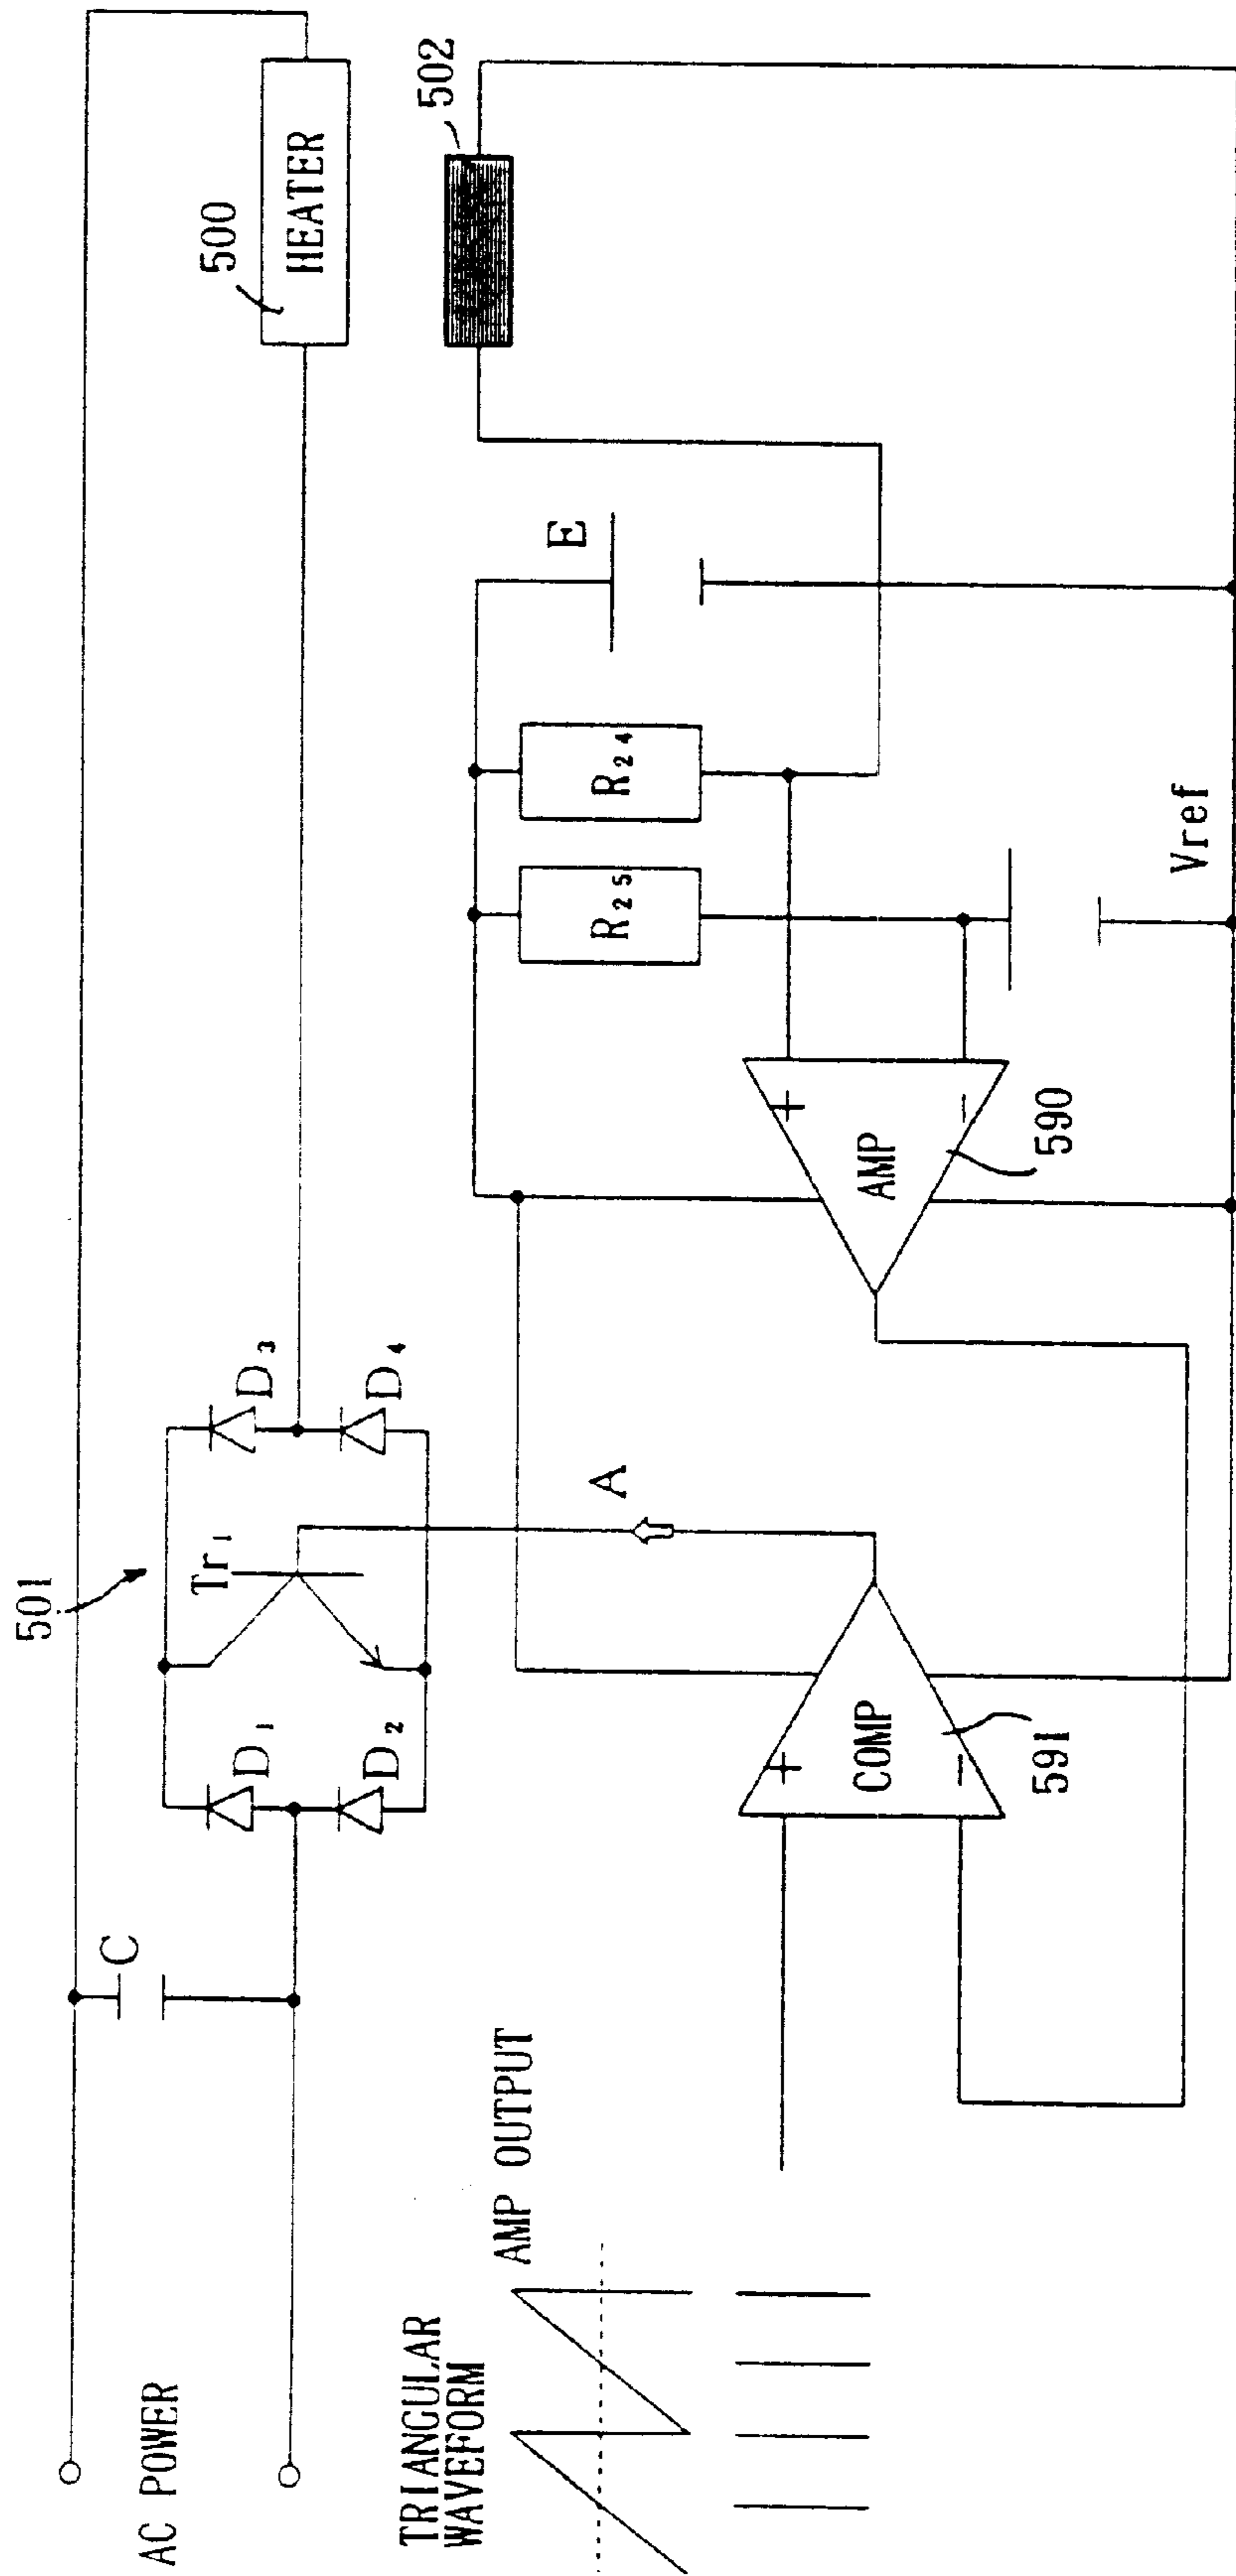 AC POWER
C
501
D₁
D₂
Tr₁
D₃
D₄
500
HEATER
502
A
E
R₂₄
R₂₅
Vref
TRIANGULAR
WAVEFORM
AMP OUTPUT
+
COMP
−
591
+
AMP
−
590